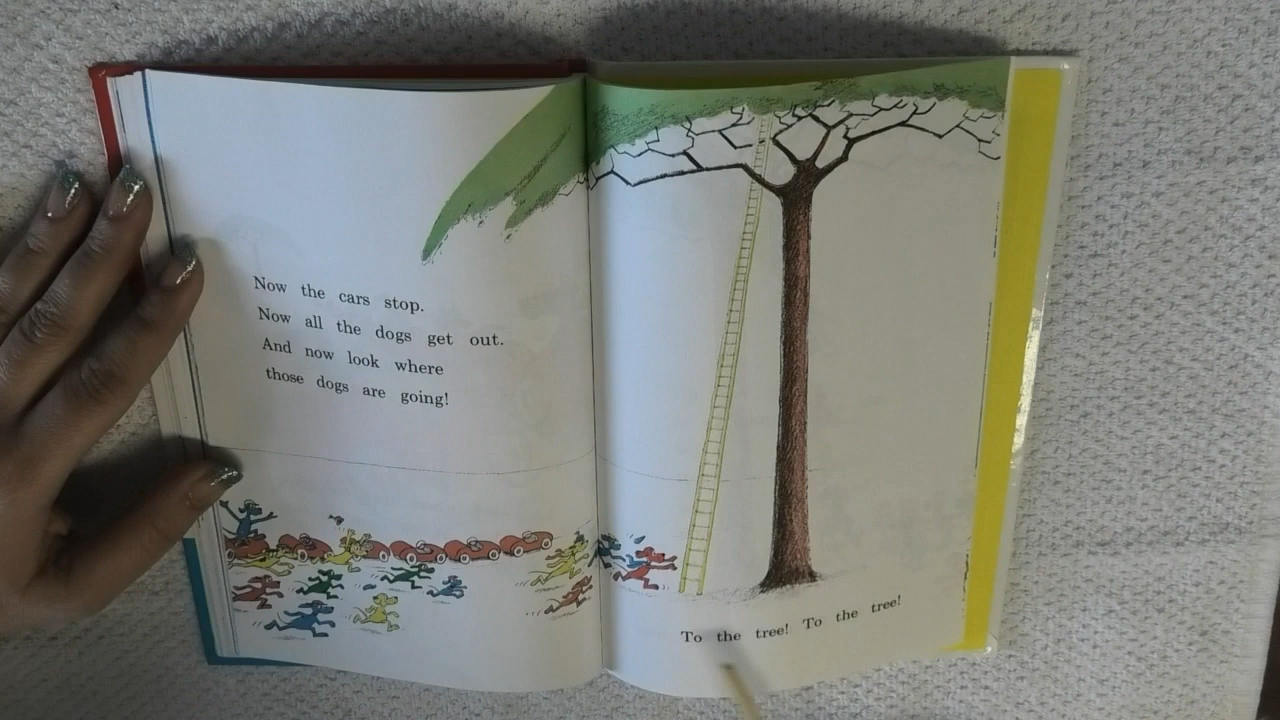 Now the cars stop.
Now all the dogs get out.
And now look where
those dogs are going!
To the tree! To the tree!